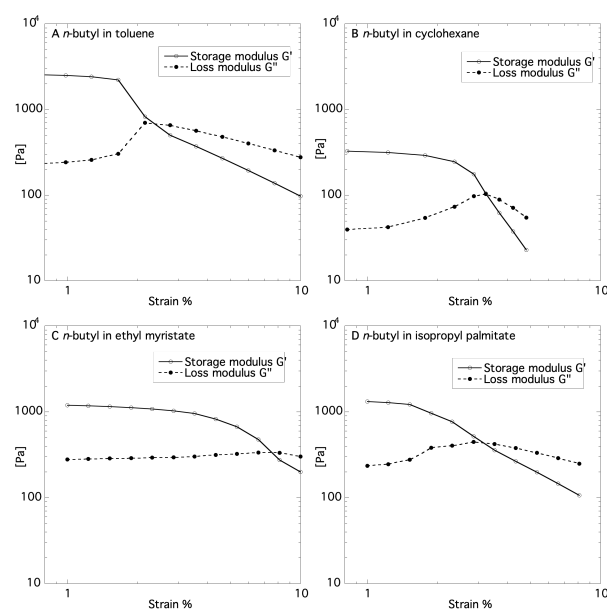 A n-butyl in toluene
Storage modulus G'
Loss modulus G"
10⁴
1000
100
10
[Pa]
1
10
Strain %
B n-butyl in cyclohexane
Storage modulus G'
Loss modulus G"
10⁴
1000
100
10
[Pa]
1
10
Strain %
C n-butyl in ethyl myristate
Storage modulus G'
Loss modulus G"
10⁴
1000
100
10
[Pa]
1
10
Strain %
D n-butyl in isopropyl palmitate
Storage modulus G'
Loss modulus G"
10⁴
1000
100
10
[Pa]
1
10
Strain %